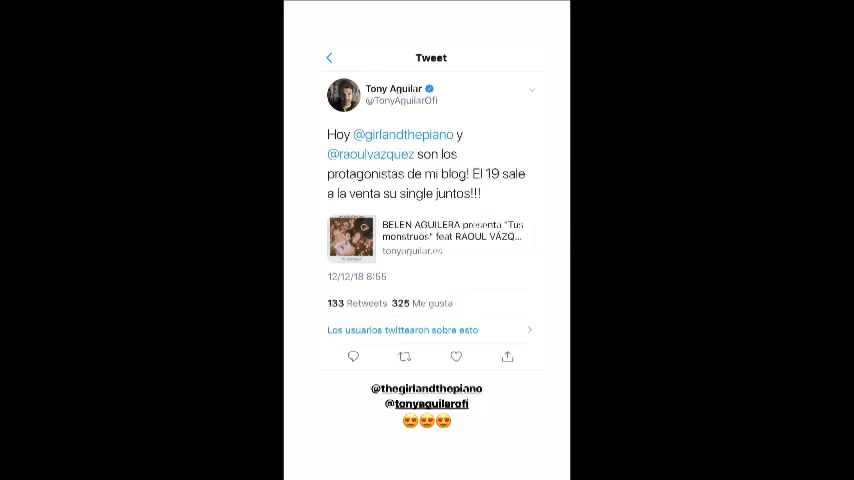 Tweet
Tony Aguilar
@TonyAguilarOfi
Hoy @girlandthepiano y
@raoulvazquez son los
protagonistas de mi blog! El 19 sale
a la venta su single juntos!!!
BELEN AGUILERA presenta "Tus
monstruos" feat RAOUL VÁZQ...
tonyaguilar.es
12/12/18 8:55
133 Retweets 325 Me gusta
Los usuarios twittearon sobre esto
@thegirlandthepiano
@tonyaguilarofi
😍😍😍